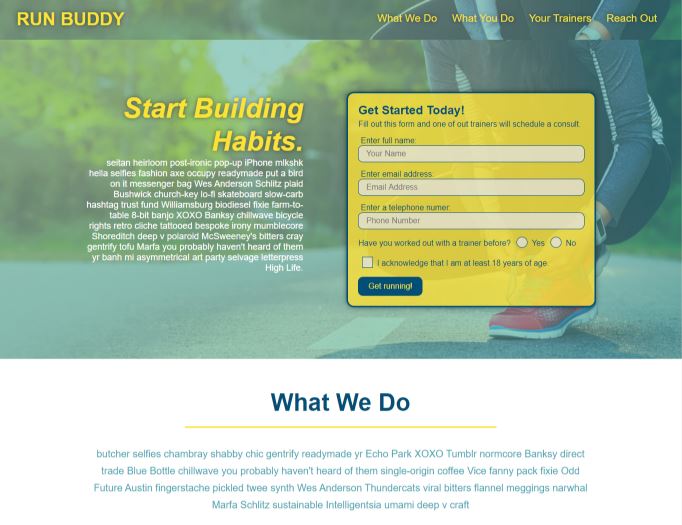 RUN BUDDY
What We Do What You Do Your Trainers Reach Out
Start Building
Habits.
seitan heirloom post-ironic pop-up iPhone mlkshk
hella selfies fashion axe occupy readymade put a bird
on it messenger bag Wes Anderson Schlitz plaid
Bushwick church-key lo-fi skateboard slow-carb
hashtag trust fund Williamsburg biodiesel fixie farm-to-
table 8-bit banjo XOXO Banksy chillwave bicycle
rights retro cliche tattooed bespoke irony mumblecore
Shoreditch deep v polaroid McSweeney's bitters cray
gentrify tofu Marfa you probably haven't heard of them
yr banh mi asymmetrical art party selvage letterpress
High Life.
Get Started Today!
Fill out this form and one of out trainers will schedule a consult.
Enter full name:
Your Name
Enter email address:
Email Address
Enter a telephone numer:
Phone Number
Have you worked out with a trainer before? Yes No
I acknowledge that I am at least 18 years of age.
Get running!
What We Do
butcher selfies chambray shabby chic gentrify readymade yr Echo Park XOXO Tumblr normcore Banksy direct
trade Blue Bottle chillwave you probably haven't heard of them single-origin coffee Vice fanny pack fixie Odd
Future Austin fingerstache pickled twee synth Wes Anderson Thundercats viral bitters flannel meggings narwhal
Marfa Schlitz sustainable Intelligentsia umami deep v craft